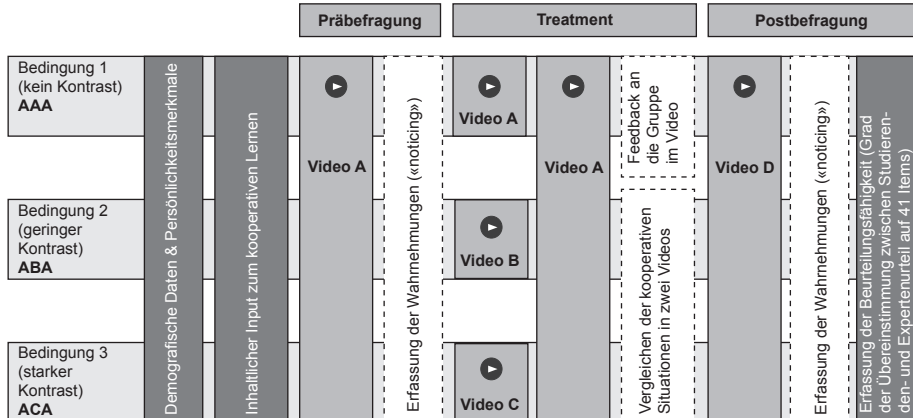 Präbefragung
Treatment
Postbefragung
Bedingung 1
(kein Kontrast)
AAA
Bedingung 2
(geringer
Kontrast)
ABA
Bedingung 3
(starker
Kontrast)
ACA
Demografische Daten & Persönlichkeitsmerkmale
Inhaltlicher Input zum kooperativen Lernen
Video A
Erfassung der Wahrnehmungen («noticing»)
Video A
Video B
Video C
Video A
Feedback an
die Gruppe
im Video
Vergleichen der kooperativen
Situationen in zwei Videos
Video D
Erfassung der Wahrnehmungen («noticing»)
Erfassung der Beurteilungsfähigkeit (Grad
der Übereinstimmung zwischen Studieren-
den- und Expertenurteil auf 41 Items)